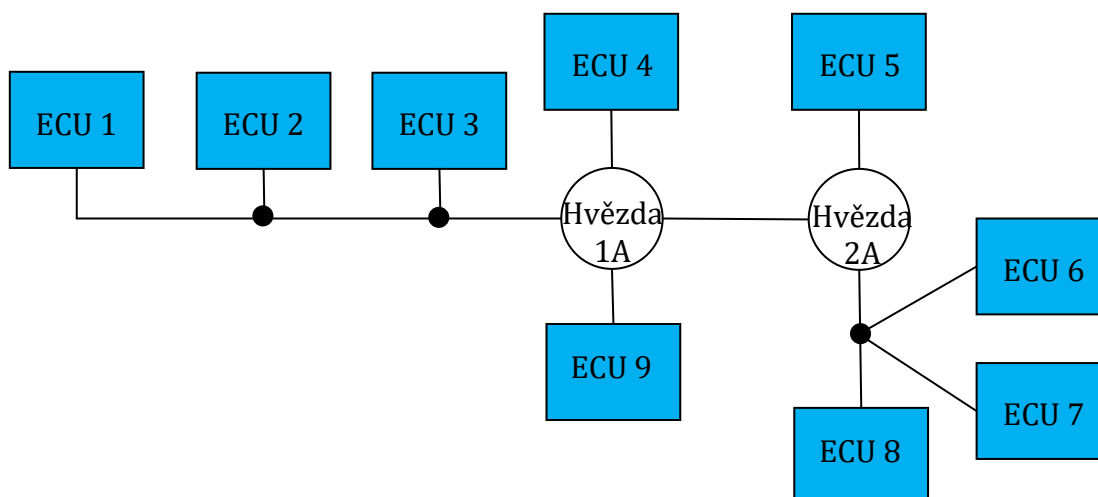 ECU 4
ECU 5
ECU 1
ECU 2
ECU 3
Hvězda
1A
Hvězda
2A
ECU 6
ECU 9
ECU 7
ECU 8